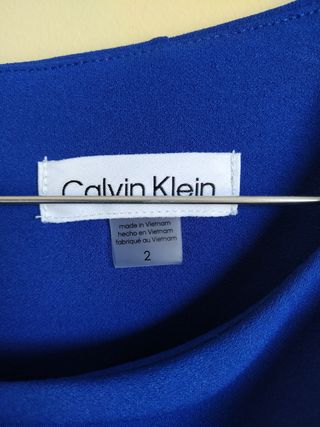 Calvin Klein
made in Vietnam
hecho en Vietnam
fabriqué au Vietnam
2